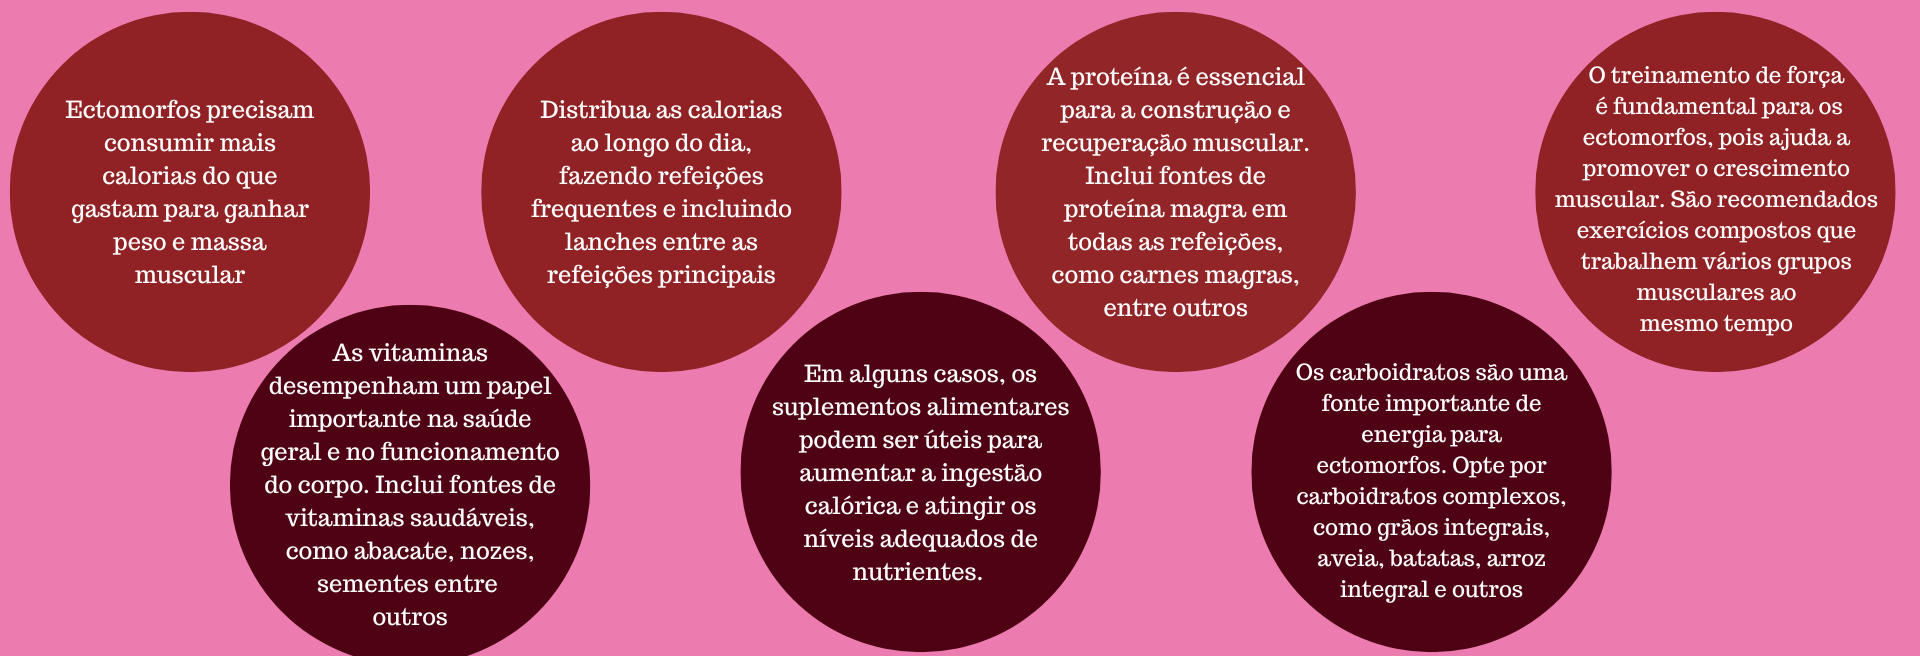 Ectomorfos precisam
consumir mais
calorias do que
gastam para ganhar
peso e massa
muscular
Distribua as calorias
ao longo do dia,
fazendo refeições
frequentes e incluindo
lanches entre as
refeições principais
A proteína é essencial
para a construção e
recuperação muscular.
Inclui fontes de
proteína magra em
todas as refeições,
como carnes magras,
entre outros
O treinamento de força
é fundamental para os
ectomorfos, pois ajuda a
promover o crescimento
muscular. São recomendados
exercícios compostos que
trabalhem vários grupos
musculares ao
mesmo tempo
As vitaminas
desempenham um papel
importante na saúde
geral e no funcionamento
do corpo. Inclui fontes de
vitaminas saudáveis,
como abacate, nozes,
sementes entre
outros
Em alguns casos, os
suplementos alimentares
podem ser úteis para
aumentar a ingestão
calórica e atingir os
níveis adequados de
nutrientes.
Os carboidratos são uma
fonte importante de
energia para
ectomorfos. Opte por
carboidratos complexos,
como grãos integrais,
aveia, batatas, arroz
integral e outros